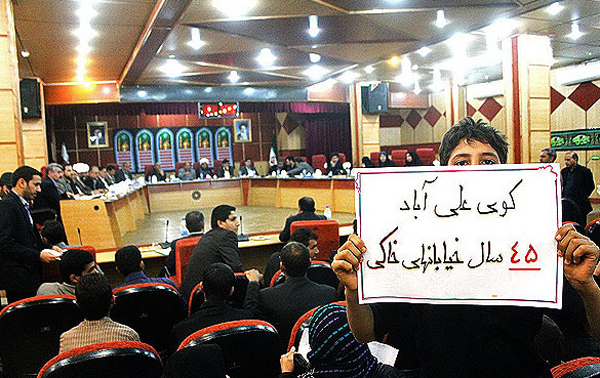 کوی علی آباد
۴۵ سال خیابانهای خاکی